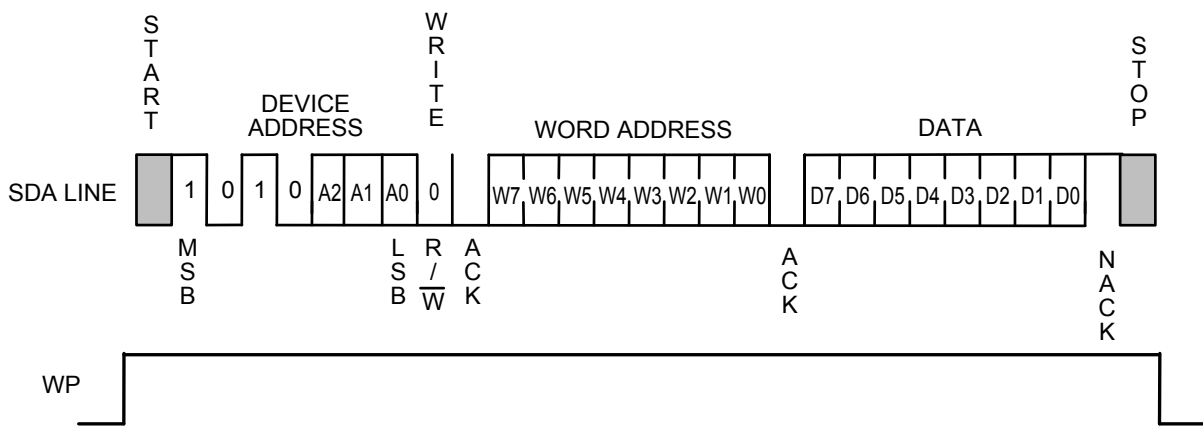 START
WRITE
STOP
DEVICE
ADDRESS
WORD ADDRESS
DATA
SDA LINE
1 0 1 0 A2 A1 A0 0 W7 W6 W5 W4 W3 W2 W1 W0 D7 D6 D5 D4 D3 D2 D1 D0
MSB
LSB
R/W
ACK
ACK
NACK
WP